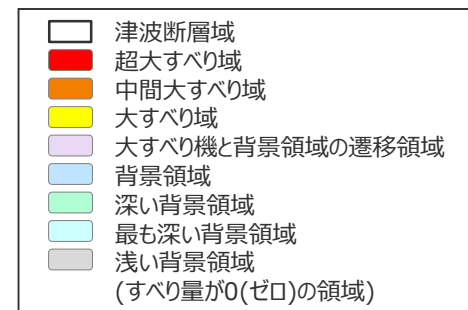 津波断層域
超大すべり域
中間大すべり域
大すべり域
大すべり機と背景領域の遷移領域
背景領域
深い背景領域
最も深い背景領域
浅い背景領域
(すべり量が0(ゼロ)の領域)